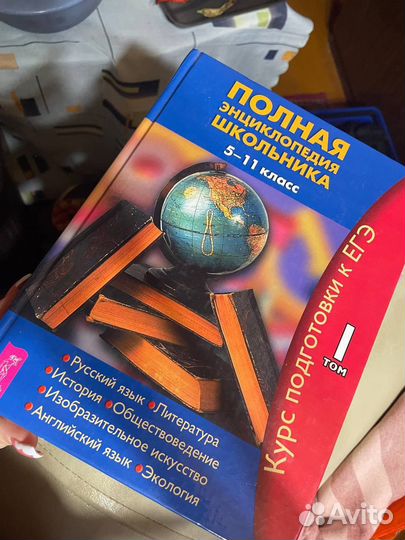 ПОЛНАЯ
ЭНЦИКЛОПЕДИЯ
ШКОЛЬНИКА
5–11 класс
Курс подготовки к ЕГЭ
I
ТОМ
• Русский язык • Литература
• История • Обществоведение
• Изобразительное искусство
• Английский язык • Экология
Avito